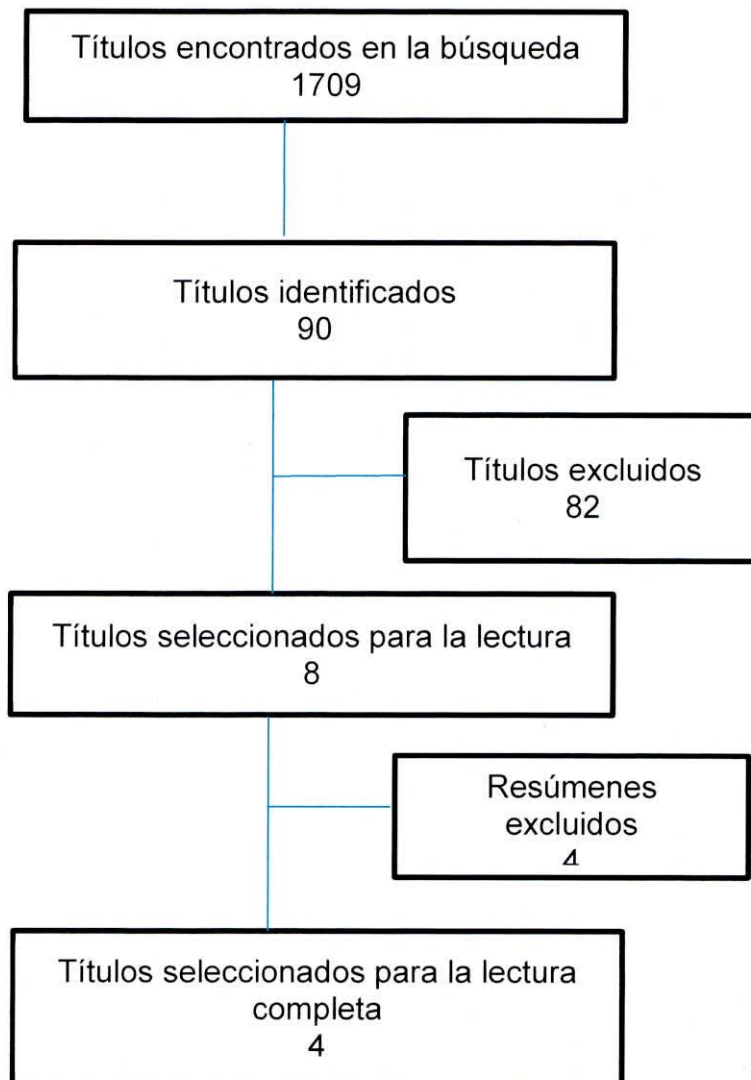 Títulos encontrados en la búsqueda
1709
Títulos identificados
90
Títulos excluidos
82
Títulos seleccionados para la lectura
8
Resúmenes
excluidos
4
Títulos seleccionados para la lectura
completa
4